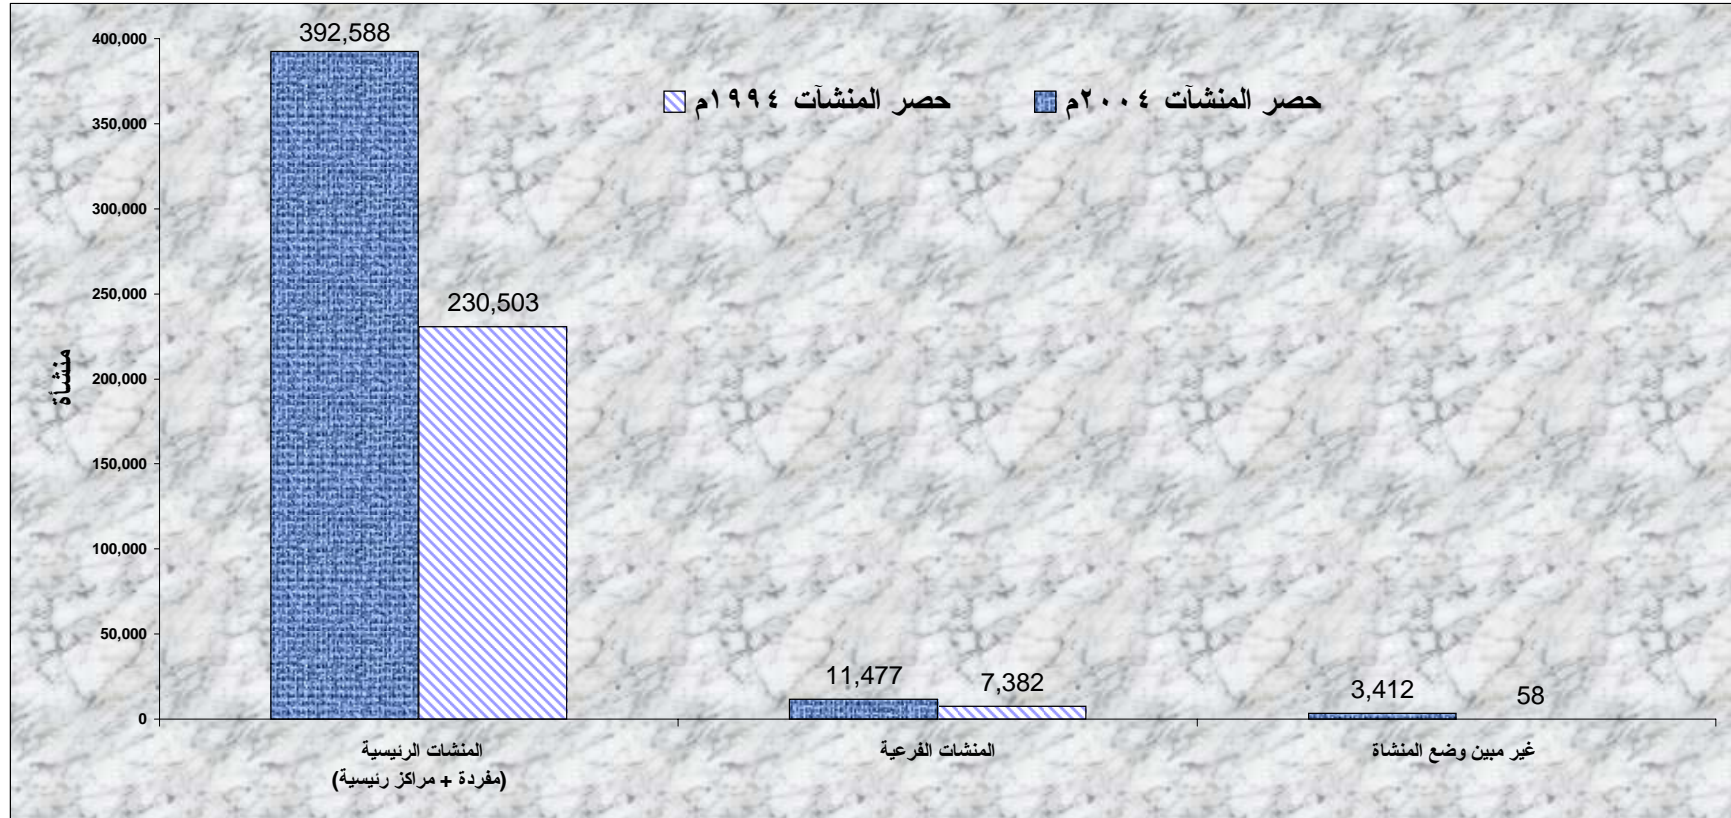 392,588
400,000
حصر المنشآت ٢٠٠٤م
حصر المنشآت ١٩٩٤م
350,000
300,000
250,000
230,503
200,000
منشأة
150,000
100,000
50,000
11,477
7,382
3,412
58
0
المنشات الرئيسية
(مفردة + مراكز رئيسية)
المنشات الفرعية
غير مبين وضع المنشاة